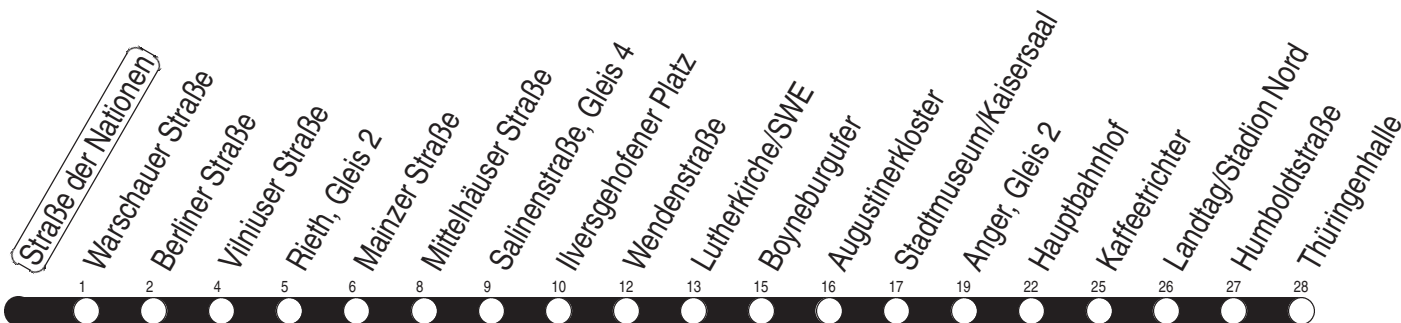 Straße der Nationen
Warschauer Straße
Berliner Straße
Vilniuser Straße
Rieth, Gleis 2
Mainzer Straße
Mittelhäuser Straße
Salinenstraße, Gleis 4
Ilversgehofener Platz
Wendenstraße
Lutherkirche/SWE
Boyneburgufer
Augustinerkloster
Stadtmuseum/Kaisersaal
Anger, Gleis 2
Hauptbahnhof
Kaffeetrichter
Landtag/Stadion Nord
Humboldtstraße
Thüringenhalle
1 2 4 5 6 8 9 10 12 13 15 16 17 19 22 25 26 27 28